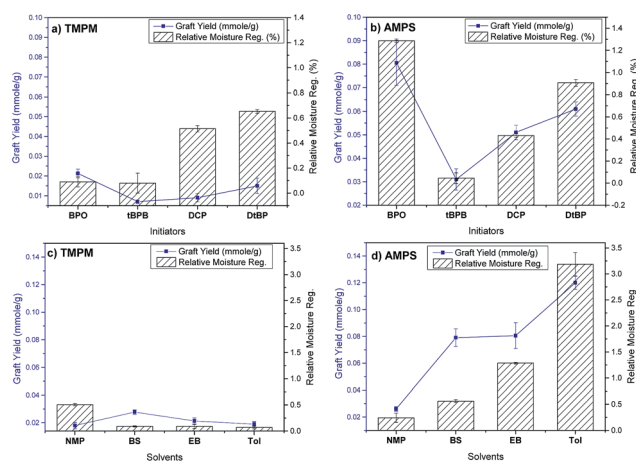 a) TMPM
Graft Yield (mmole/g)
Relative Moisture Reg. (%)
Graft Yield (mmole/g)
0.10
0.09
0.08
0.07
0.06
0.05
0.04
0.03
0.02
0.01
1.4
1.2
1.0
0.8
0.6
0.4
0.2
0.0
Relative Moisture Reg. (%)
BPO tBPB DCP DtBP
Initiators
b) AMPS
Graft Yield (mmole/g)
Relative Moisture Reg. (%)
Graft Yield (mmole/g)
0.10
0.09
0.08
0.07
0.06
0.05
0.04
0.03
0.02
1.4
1.2
1.0
0.8
0.6
0.4
0.2
0.0
-0.2
Relative Moisture Reg. (%)
BPO tBPB DCP DtBP
Initiators
c) TMPM
Graft Yield (mmole/g)
Relative Moisture Reg.
Graft Yield (mmole/g)
0.14
0.12
0.10
0.08
0.06
0.04
0.02
3.5
3.0
2.5
2.0
1.5
1.0
0.5
0.0
Relative Moisture Reg.
NMP BS EB Tol
Solvents
d) AMPS
Graft Yield (mmole/g)
Relative Moisture Reg.
Graft Yield (mmole/g)
0.14
0.12
0.10
0.08
0.06
0.04
0.02
3.5
3.0
2.5
2.0
1.5
1.0
0.5
0.0
Relative Moisture Reg.
NMP BS EB Tol
Solvents